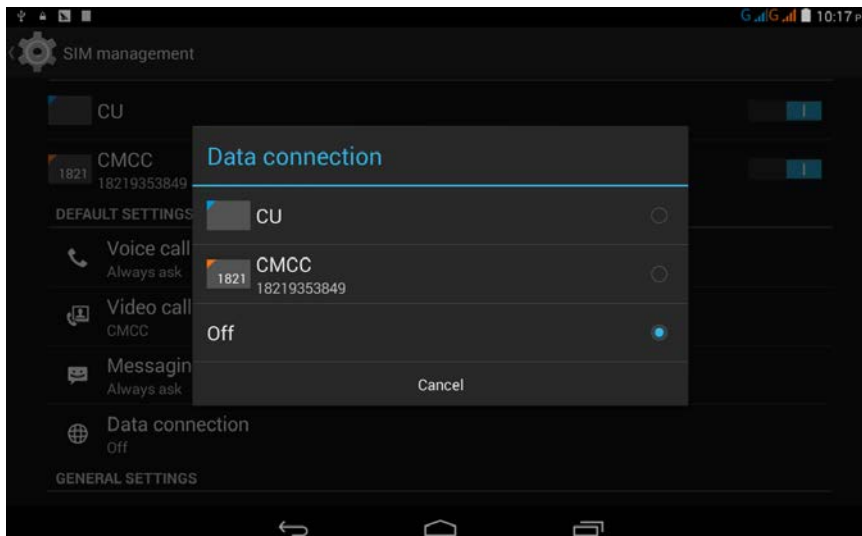 G G 10:17 P
SIM management
CU
CMCC
1821
18219353849
DEFAULT SETTINGS
Voice call
Always ask
Video call
CMCC
Messagin
Always ask
Data connection
Off
GENERAL SETTINGS
Data connection
CU
CMCC
1821
18219353849
Off
Cancel